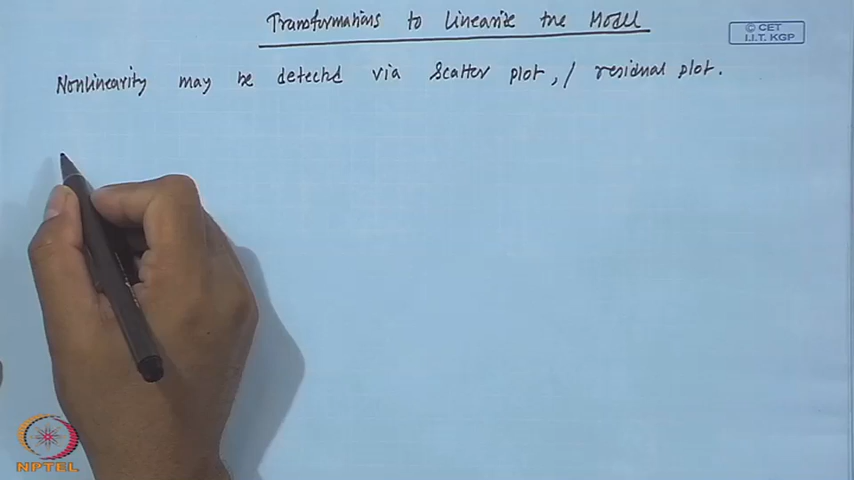 Transformations to linearize the Model
© CET
I.I.T. KGP
Nonlinearity may be detected via Scatter plot, / residual plot.
NPTEL